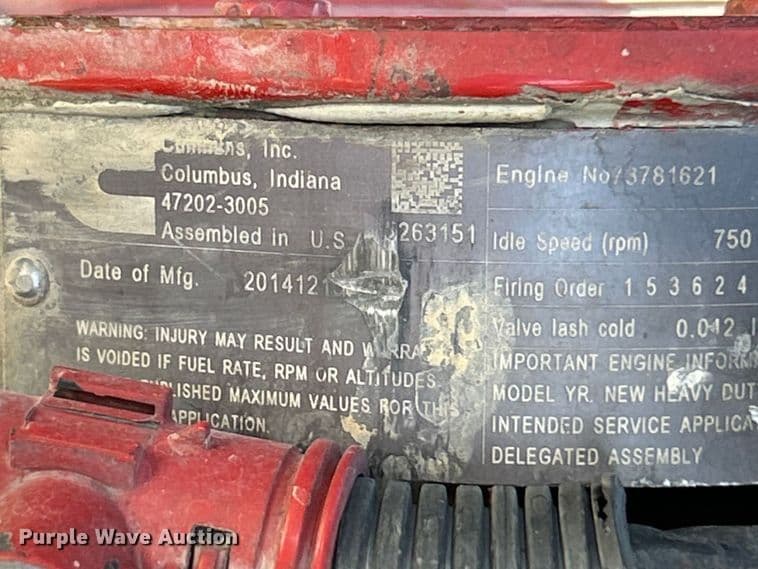 Cummins, Inc.
Columbus, Indiana
47202-3005
Assembled in U.S
263151
Date of Mfg. 201412
WARNING: INJURY MAY RESULT AND
IS VOIDED IF FUEL RATE, RPM OR ALTITUDES
MAXIMUM VALUES FOR THIS
APPLICATION.
Engine No 73781621
Idle Speed (rpm) 750
Firing Order 1 5 3 6 2 4
Valve lash cold 0.012
IMPORTANT ENGINE
MODEL YR. NEW HEAVY
INTENDED SERVICE
DELEGATED ASSEMBLY
Purple Wave Auction